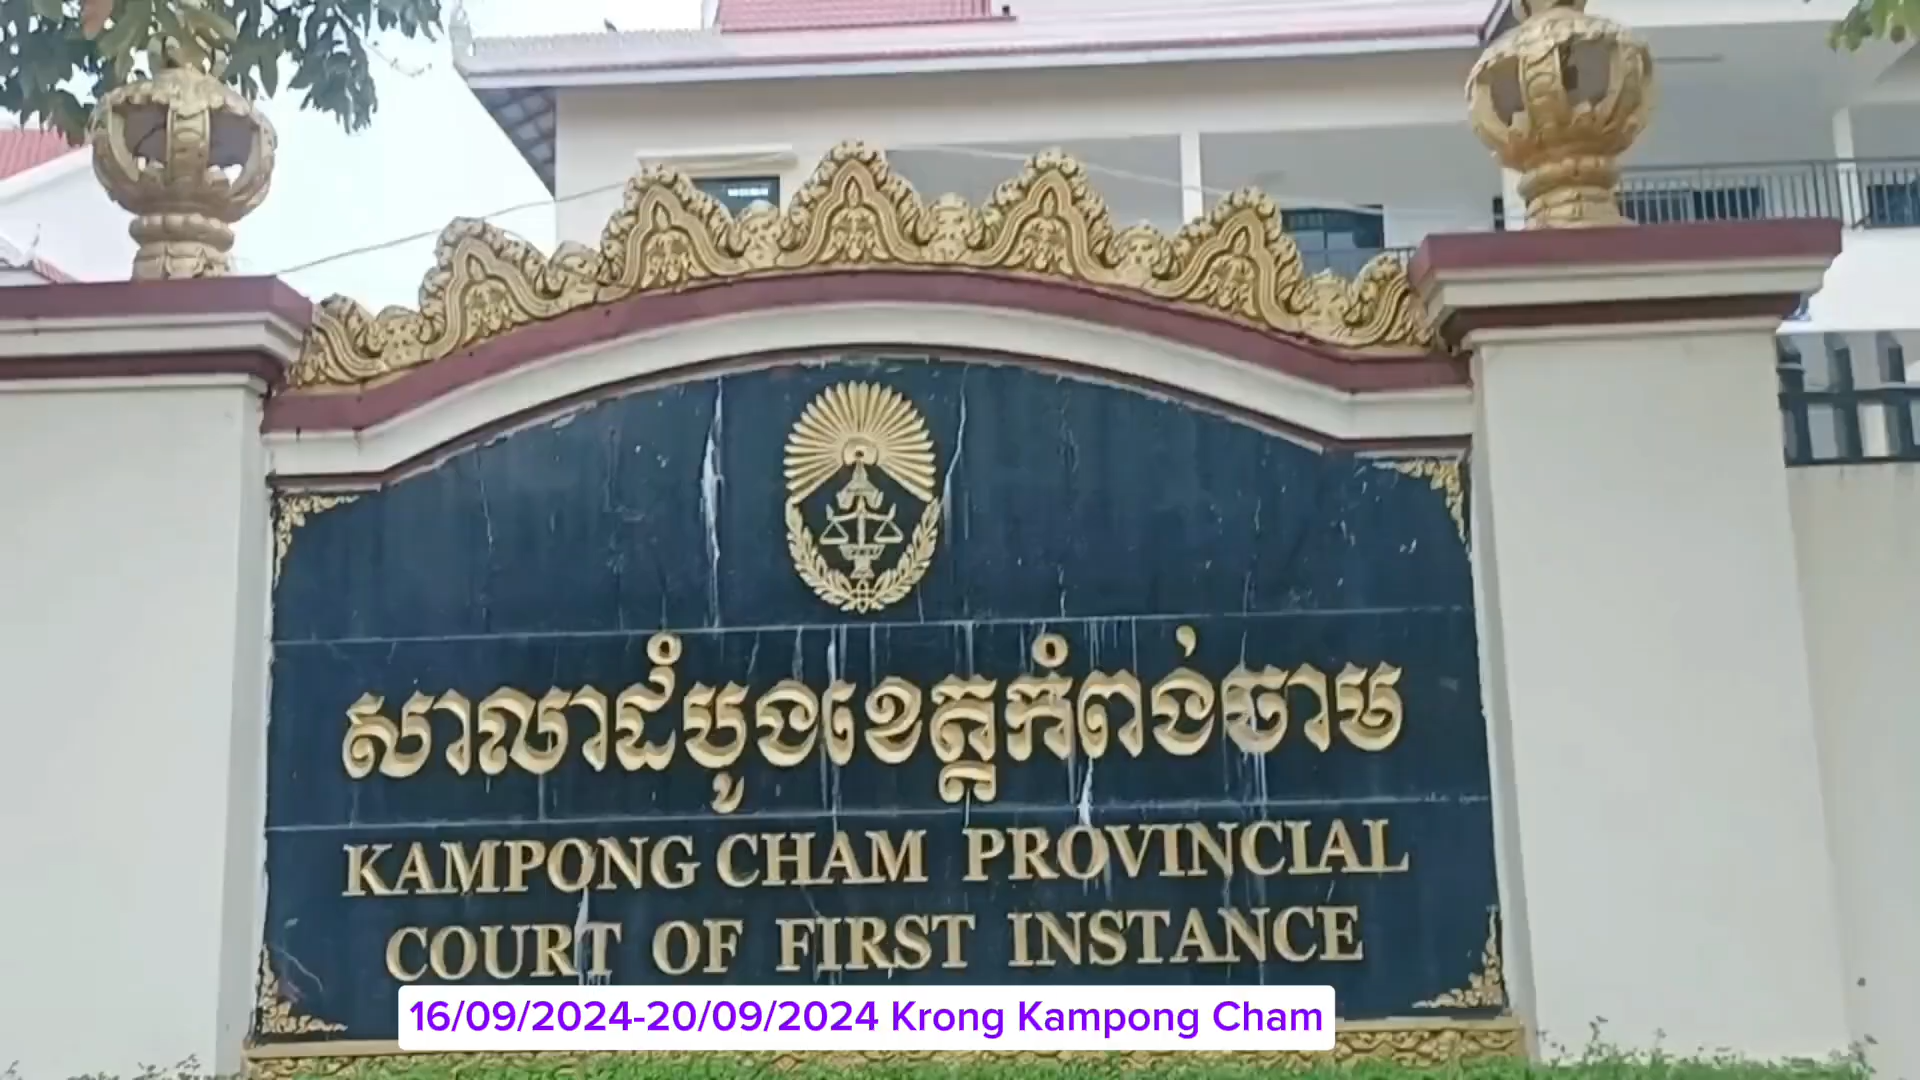 សាលាដំបូងខេត្តកំពង់ចាម
KAMPONG CHAM PROVINCIAL
COURT OF FIRST INSTANCE
16/09/2024-20/09/2024 Krong Kampong Cham